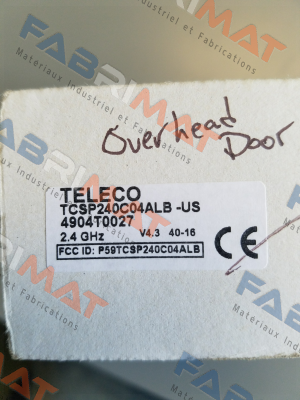 Overhead
Door
TELECO
TCSP240C04ALB -US
4904T0027
2.4 GHz V4.3 40-16
FCC ID: P59TCSP240C04ALB
CE
FABRIMAT
Matériaux Industriel et Fabrications